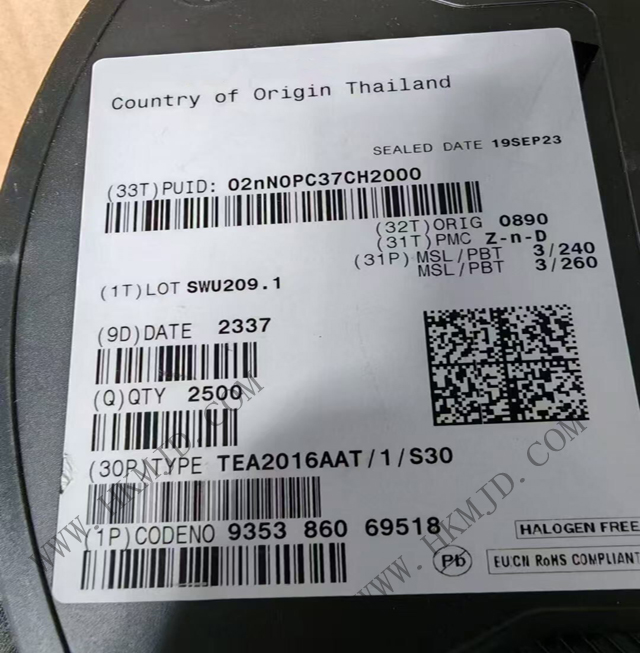 Country of Origin Thailand
SEALED DATE 19SEP23
(33T)PUID: 02nN0PC37CH2000
(32T)ORIG 0890
(31T)PMC Z-n-D
(31P) MSL/PBT 3/240
MSL/PBT 3/260
(1T)LOT SWU209.1
(9D)DATE 2337
(Q)QTY 2500
(30P)TYPE TEA2016AAT/1/S30
(1P)CODENO 9353 860 69518
HALOGEN FREE
Pb
EU/CN RoHS COMPLIANT
WWW.HKMJD.COM
WWW.HKMJD.COM